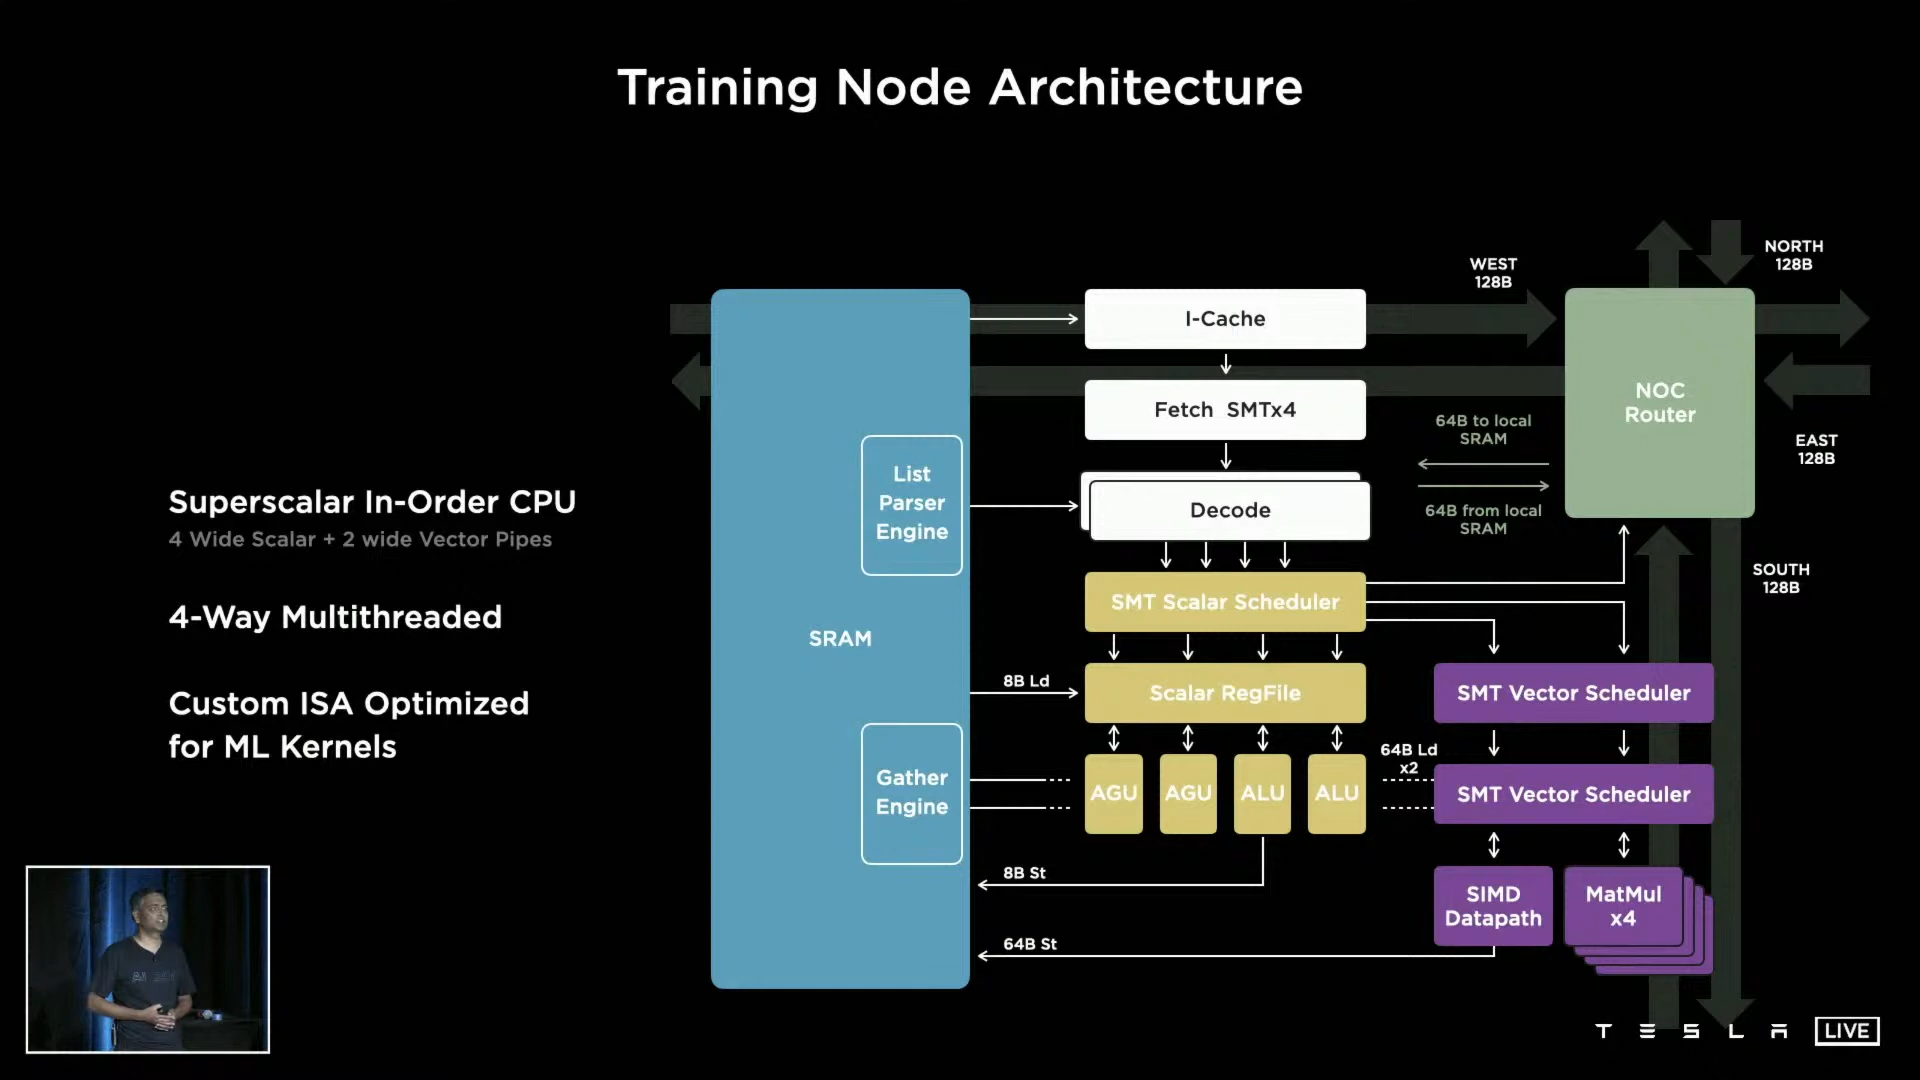 Training Node Architecture
Superscalar In-Order CPU
4 Wide Scalar + 2 wide Vector Pipes
4-Way Multithreaded
Custom ISA Optimized
for ML Kernels
SRAM
List
Parser
Engine
Gather
Engine
I-Cache
Fetch SMTx4
Decode
SMT Scalar Scheduler
8B Ld
Scalar RegFile
AGU
AGU
ALU
ALU
8B St
64B St
WEST
128B
NORTH
128B
NOC
Router
64B to local
SRAM
64B from local
SRAM
EAST
128B
SOUTH
128B
SMT Vector Scheduler
64B Ld
x2
SMT Vector Scheduler
SIMD
Datapath
MatMul
x4
TESLA LIVE